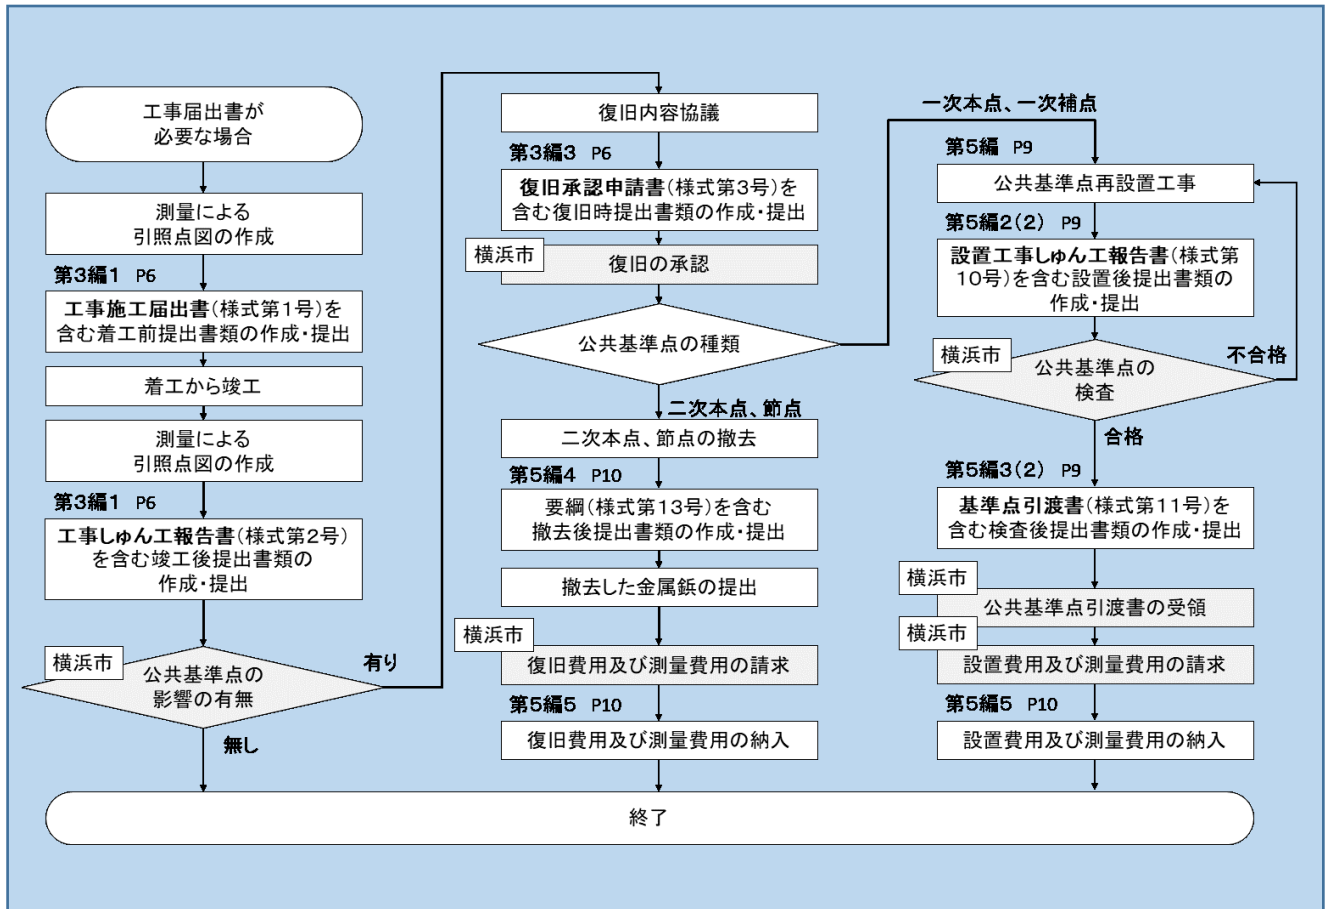 工事届出書が
必要な場合
測量による
引照点図の作成
第3編1 P6
工事施工届出書(様式第1号)を
含む着工前提出書類の作成・提出
着工から竣工
測量による
引照点図の作成
第3編1 P6
工事しゅん工報告書(様式第2号)
を含む竣工後提出書類の
作成・提出
横浜市
公共基準点の
影響の有無
有り
無し
復旧内容協議
第3編3 P6
復旧承認申請書(様式第3号)を
含む復旧時提出書類の作成・提出
横浜市
復旧の承認
公共基準点の種類
二次本点、節点
二次本点、節点の撤去
第5編4 P10
要綱(様式第13号)を含む
撤去後提出書類の作成・提出
撤去した金属鋲の提出
横浜市
復旧費用及び測量費用の請求
第5編5 P10
復旧費用及び測量費用の納入
一次本点、一次補点
第5編 P9
公共基準点再設置工事
第5編2(2) P9
設置工事しゅん工報告書(様式第
10号)を含む設置後提出書類の
作成・提出
横浜市
公共基準点の
検査
不合格
合格
第5編3(2) P9
基準点引渡書(様式第11号)を
含む検査後提出書類の作成・提出
横浜市
公共基準点引渡書の受領
横浜市
設置費用及び測量費用の請求
第5編5 P10
設置費用及び測量費用の納入
終了